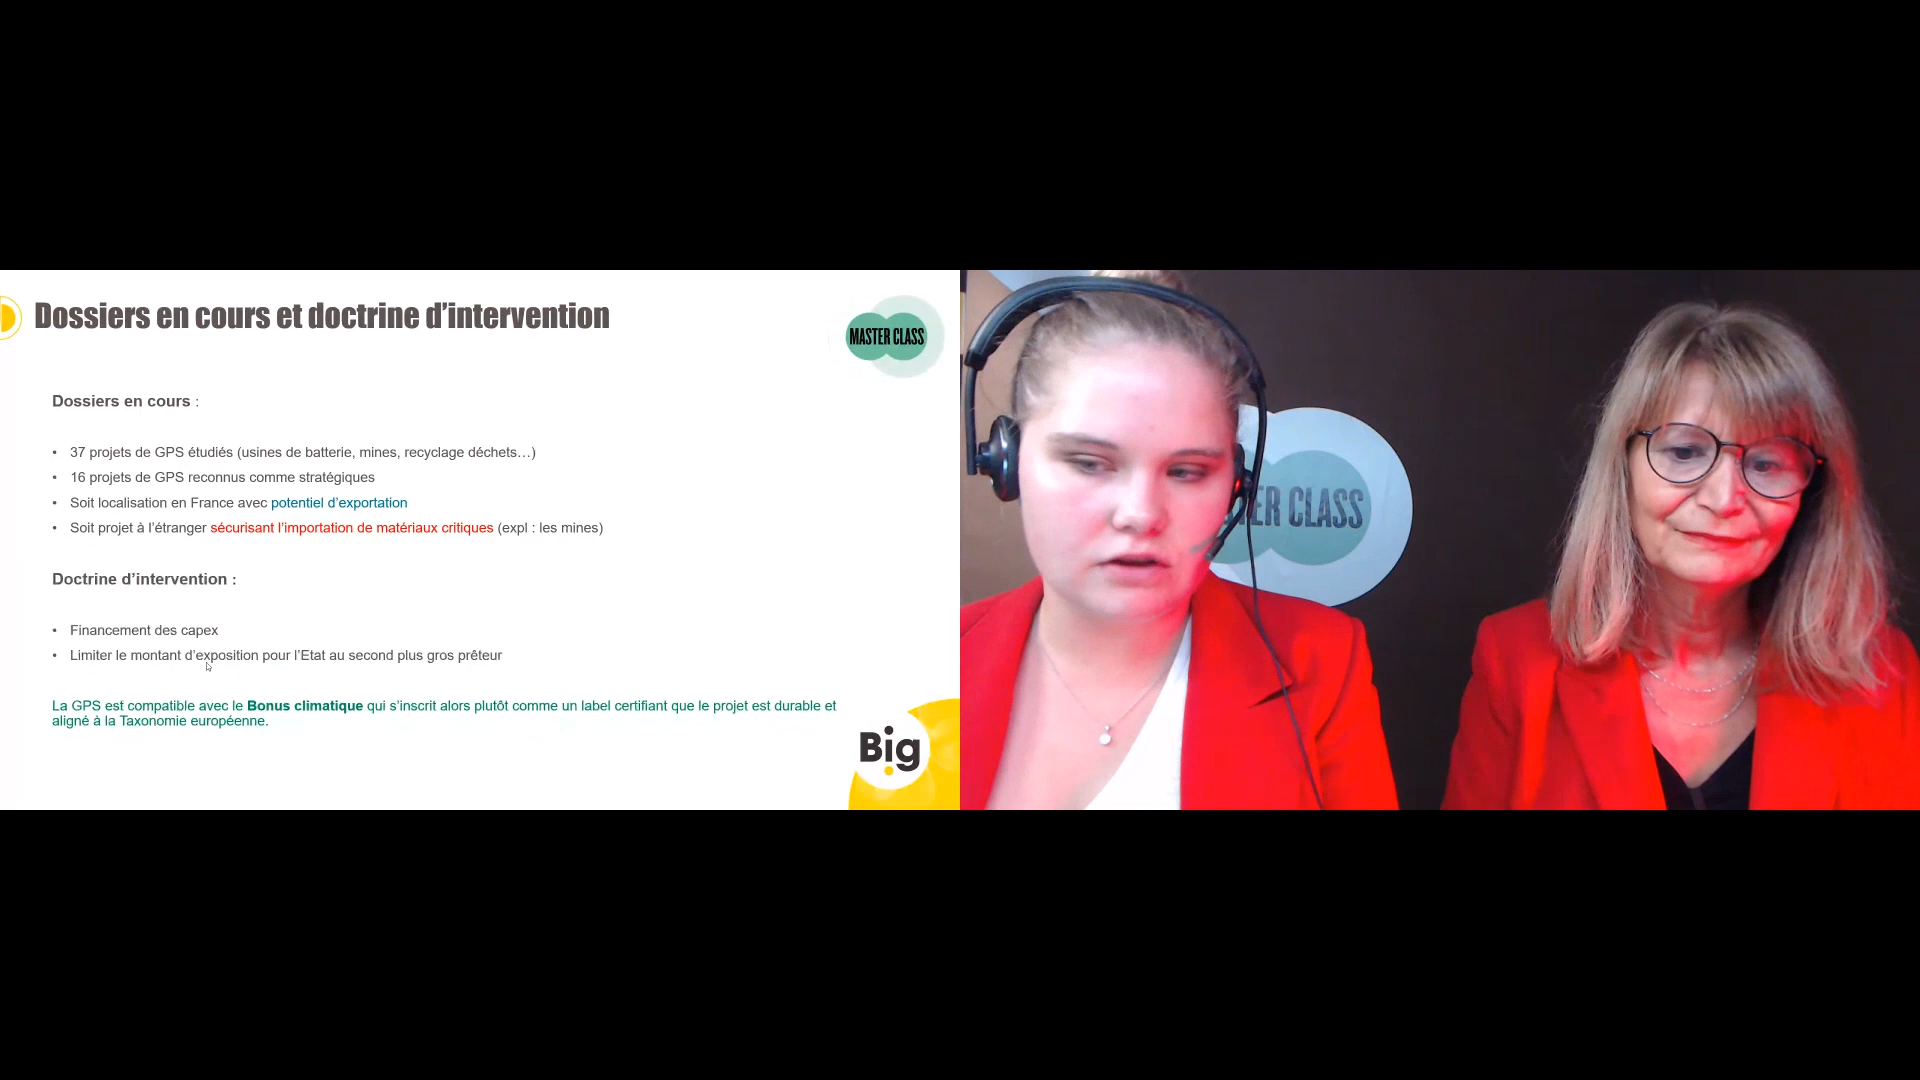 Dossiers en cours et doctrine d’intervention
MASTER CLASS
Dossiers en cours :
• 37 projets de GPS étudiés (usines de batterie, mines, recyclage déchets…)
• 16 projets de GPS reconnus comme stratégiques
• Soit localisation en France avec potentiel d’exportation
• Soit projet à l’étranger sécurisant l’importation de matériaux critiques (expl : les mines)
Doctrine d’intervention :
• Financement des capex
• Limiter le montant d’exposition pour l’Etat au second plus gros prêteur
La GPS est compatible avec le Bonus climatique qui s’inscrit alors plutôt comme un label certifiant que le projet est durable et
aligné à la Taxonomie européenne.
Big
CLASS